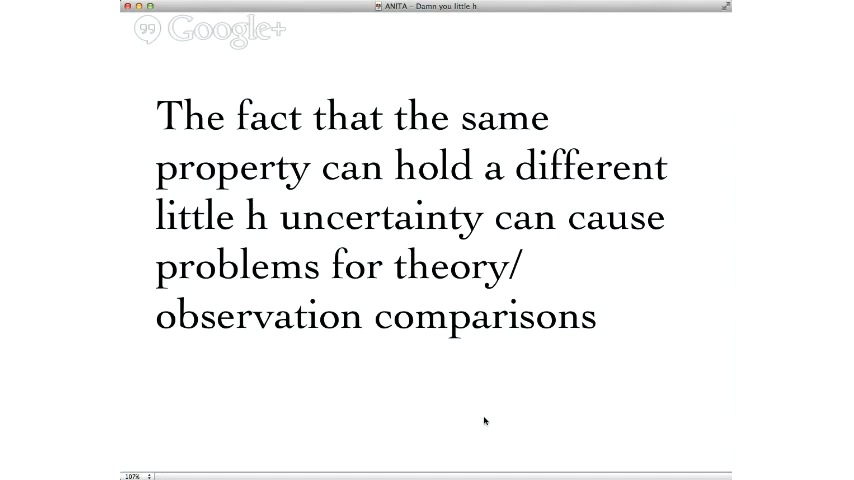 ANITA – Damn you little h
99 Google+
The fact that the same
property can hold a different
little h uncertainty can cause
problems for theory/
observation comparisons
107%